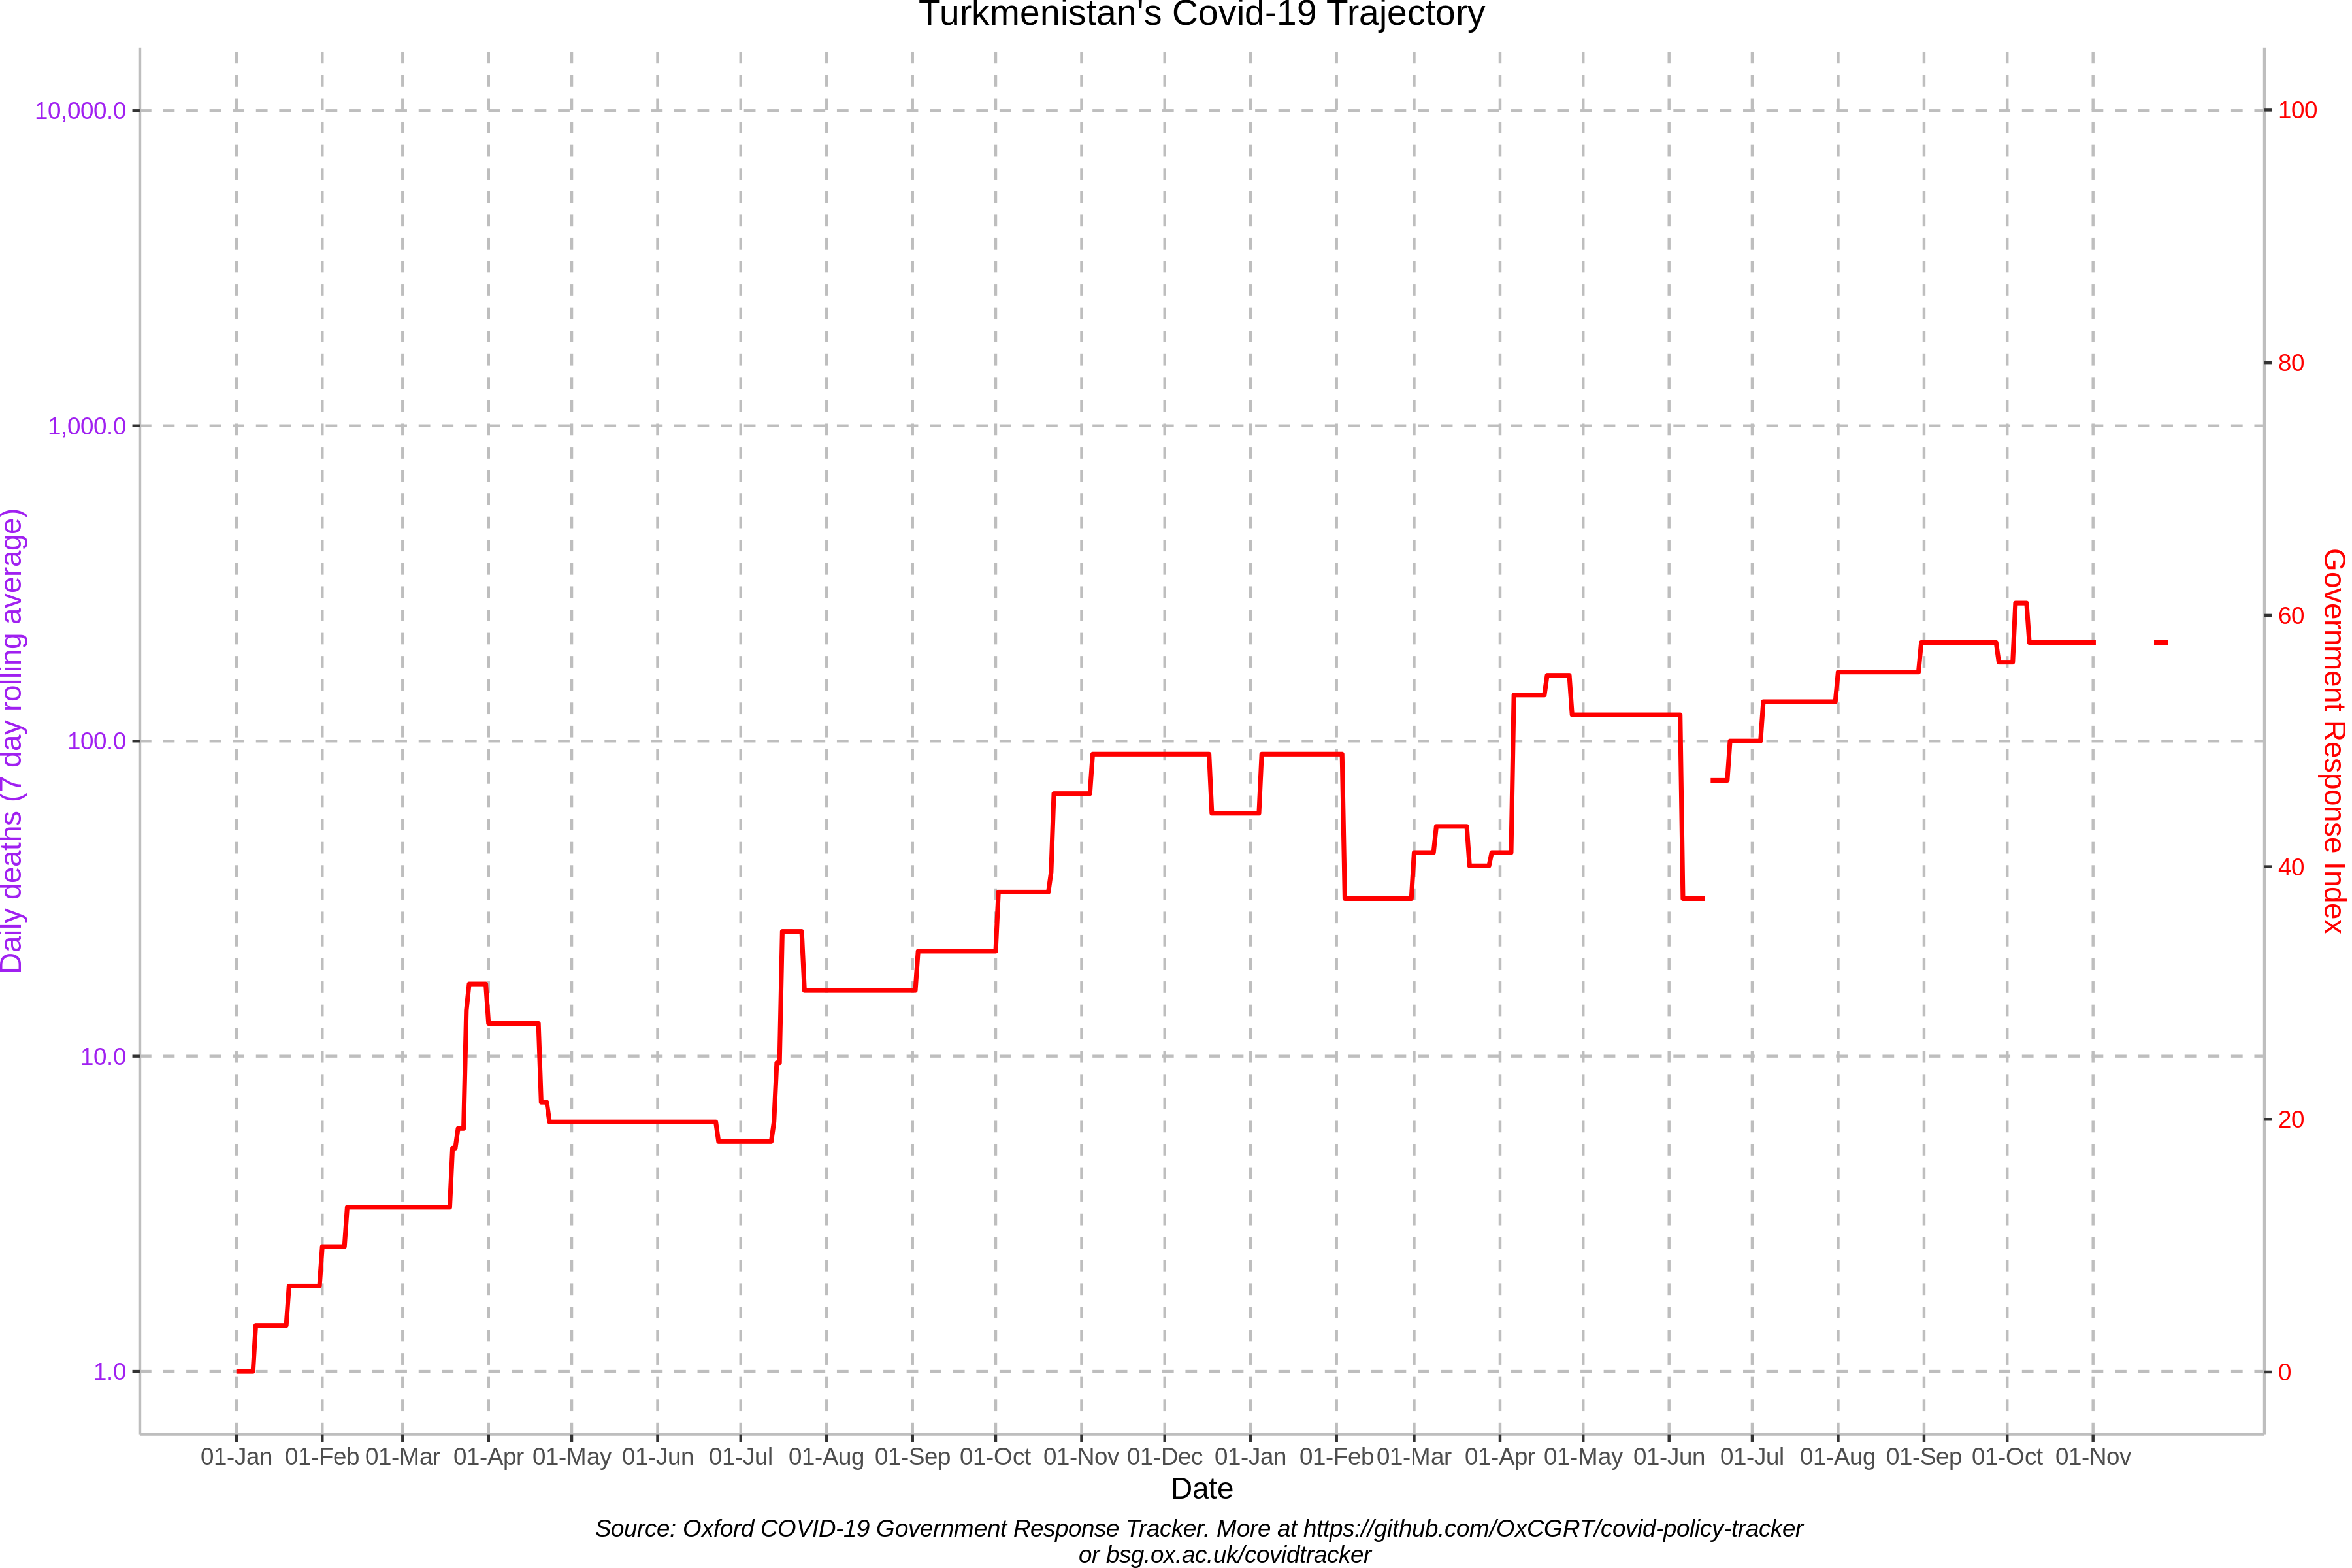 Turkmenistan's Covid-19 Trajectory
10,000.0
1,000.0
100.0
10.0
1.0
Daily deaths (7 day rolling average)
100
80
60
40
20
0
Government Response Index
01-Jan 01-Feb 01-Mar 01-Apr 01-May 01-Jun 01-Jul 01-Aug 01-Sep 01-Oct 01-Nov 01-Dec 01-Jan 01-Feb 01-Mar 01-Apr 01-May 01-Jun 01-Jul 01-Aug 01-Sep 01-Oct 01-Nov
Date
Source: Oxford COVID-19 Government Response Tracker. More at https://github.com/OxCGRT/covid-policy-tracker
or bsg.ox.ac.uk/covidtracker